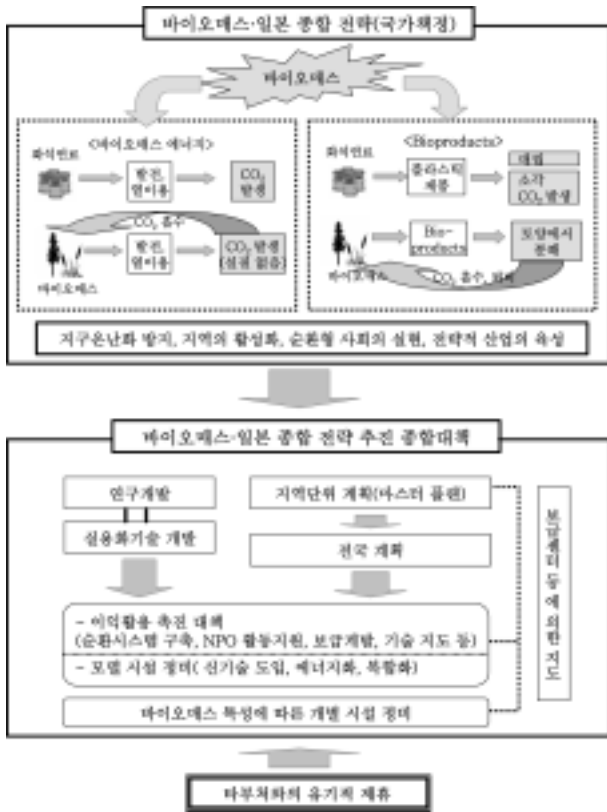 바이오매스·일본 종합 전략(국가책정)
바이오매스
<바이오매스 에너지>
화석연료
발전,
열이용
CO₂
발생
CO₂ 흡수
발전,
열이용
CO₂ 발생
(실질 없음)
바이오매스
<Bioproducts>
화석연료
플라스틱
제품
매립
소각
CO₂ 발생
Bio-
products
토양에서
분해
바이오매스
CO₂ 흡수,
지구온난화 방지, 지역의 활성화, 순환형 사회의 실현, 전략적 산업의 육성
바이오매스·일본 종합 전략 추진 종합대책
연구개발
실용화기술 개발
지역단위 계획(마스터 플랜)
전국 계획
- 이익활용 촉진 대책
(순환시스템 구축, NPO 활동지원, 보급계발, 기술 지도 등)
- 모델 시설 정비( 신기술 도입, 에너지화, 복합화)
바이오매스 특성에 따른 개별 시설 정비
보급센터 등에 의한 지도
타부처와의 유기적 제휴